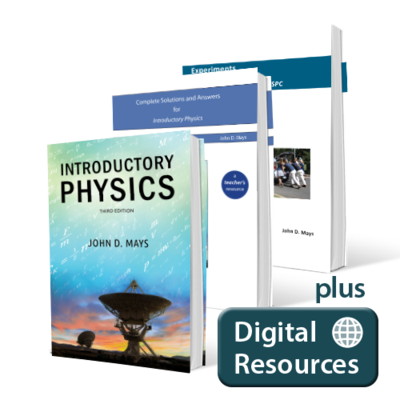 Experiments
SPC
John D. Mays
Complete Solutions and Answers
for
Introductory Physics
John D. Mays
a
teacher's
resource
INTRODUCTORY
PHYSICS
THIRD EDITION
JOHN D. MAYS
plus
Digital
Resources